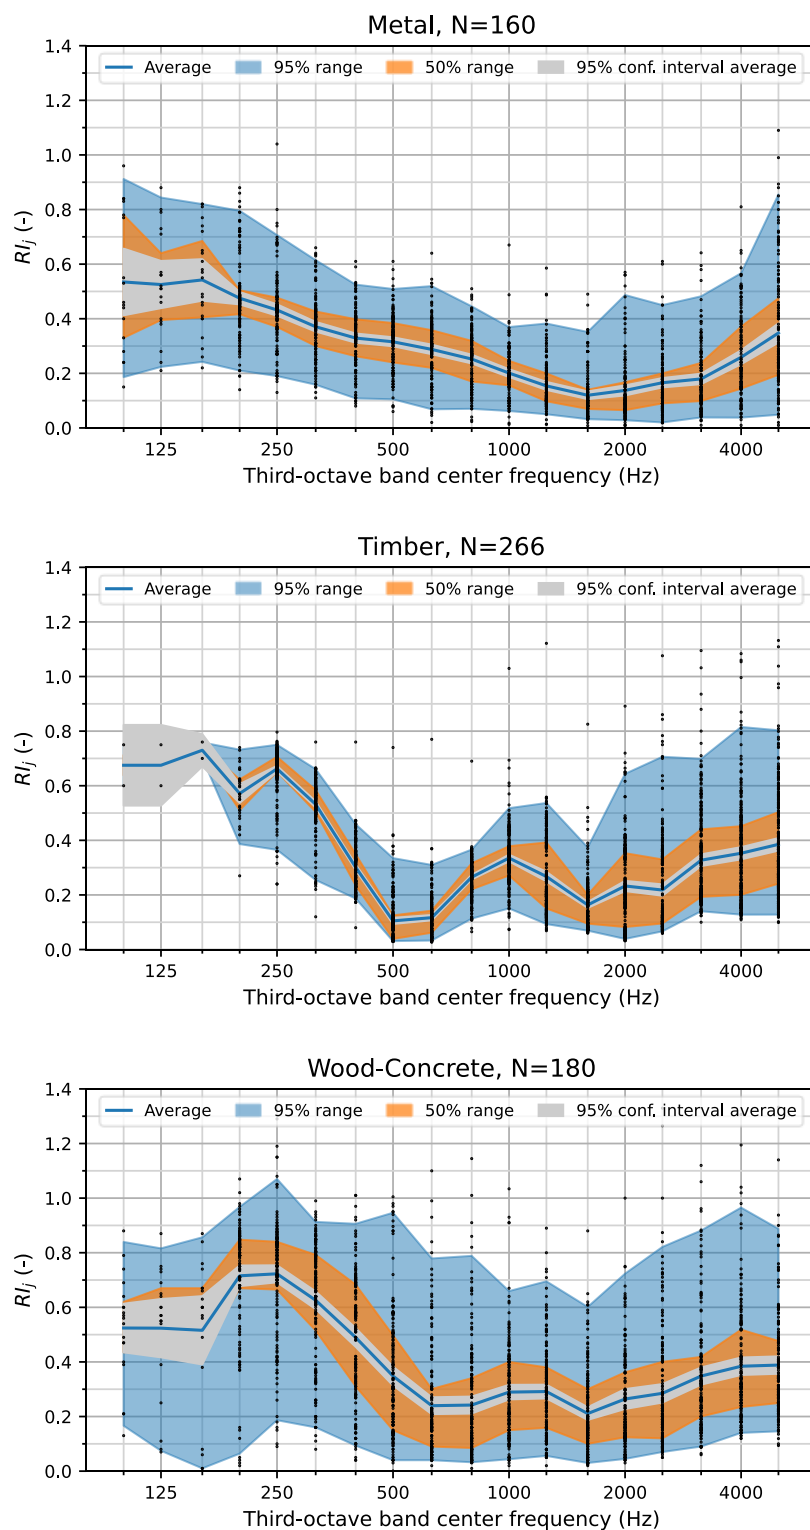 Metal, N=160
1.4
Average 95% range 50% range 95% conf. interval average
1.2
1.0
0.8
0.6
0.4
0.2
0.0
RIj (-)
125 250 500 1000 2000 4000
Third-octave band center frequency (Hz)
Timber, N=266
1.4
Average 95% range 50% range 95% conf. interval average
1.2
1.0
0.8
0.6
0.4
0.2
0.0
RIj (-)
125 250 500 1000 2000 4000
Third-octave band center frequency (Hz)
Wood-Concrete, N=180
1.4
Average 95% range 50% range 95% conf. interval average
1.2
1.0
0.8
0.6
0.4
0.2
0.0
RIj (-)
125 250 500 1000 2000 4000
Third-octave band center frequency (Hz)